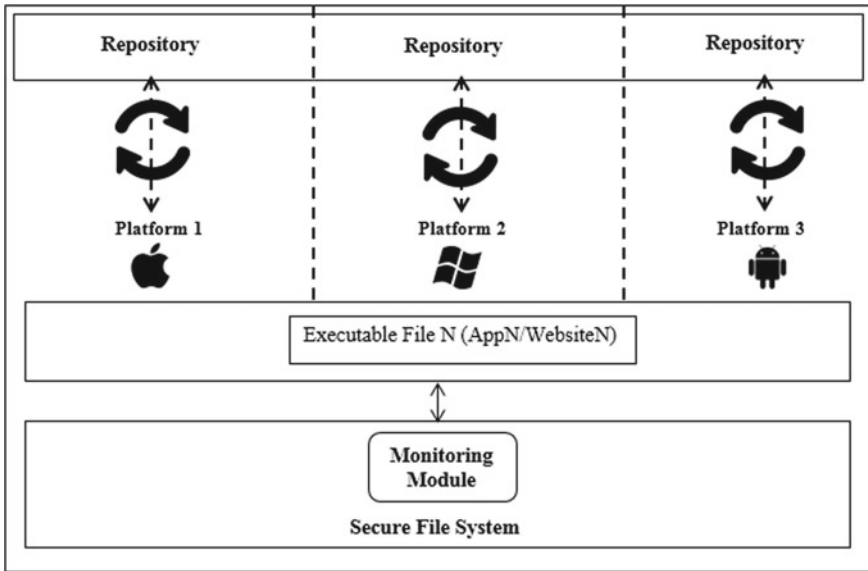 Repository
Repository
Repository
Platform 1
Platform 2
Platform 3
Executable File N (AppN/WebsiteN)
Monitoring
Module
Secure File System